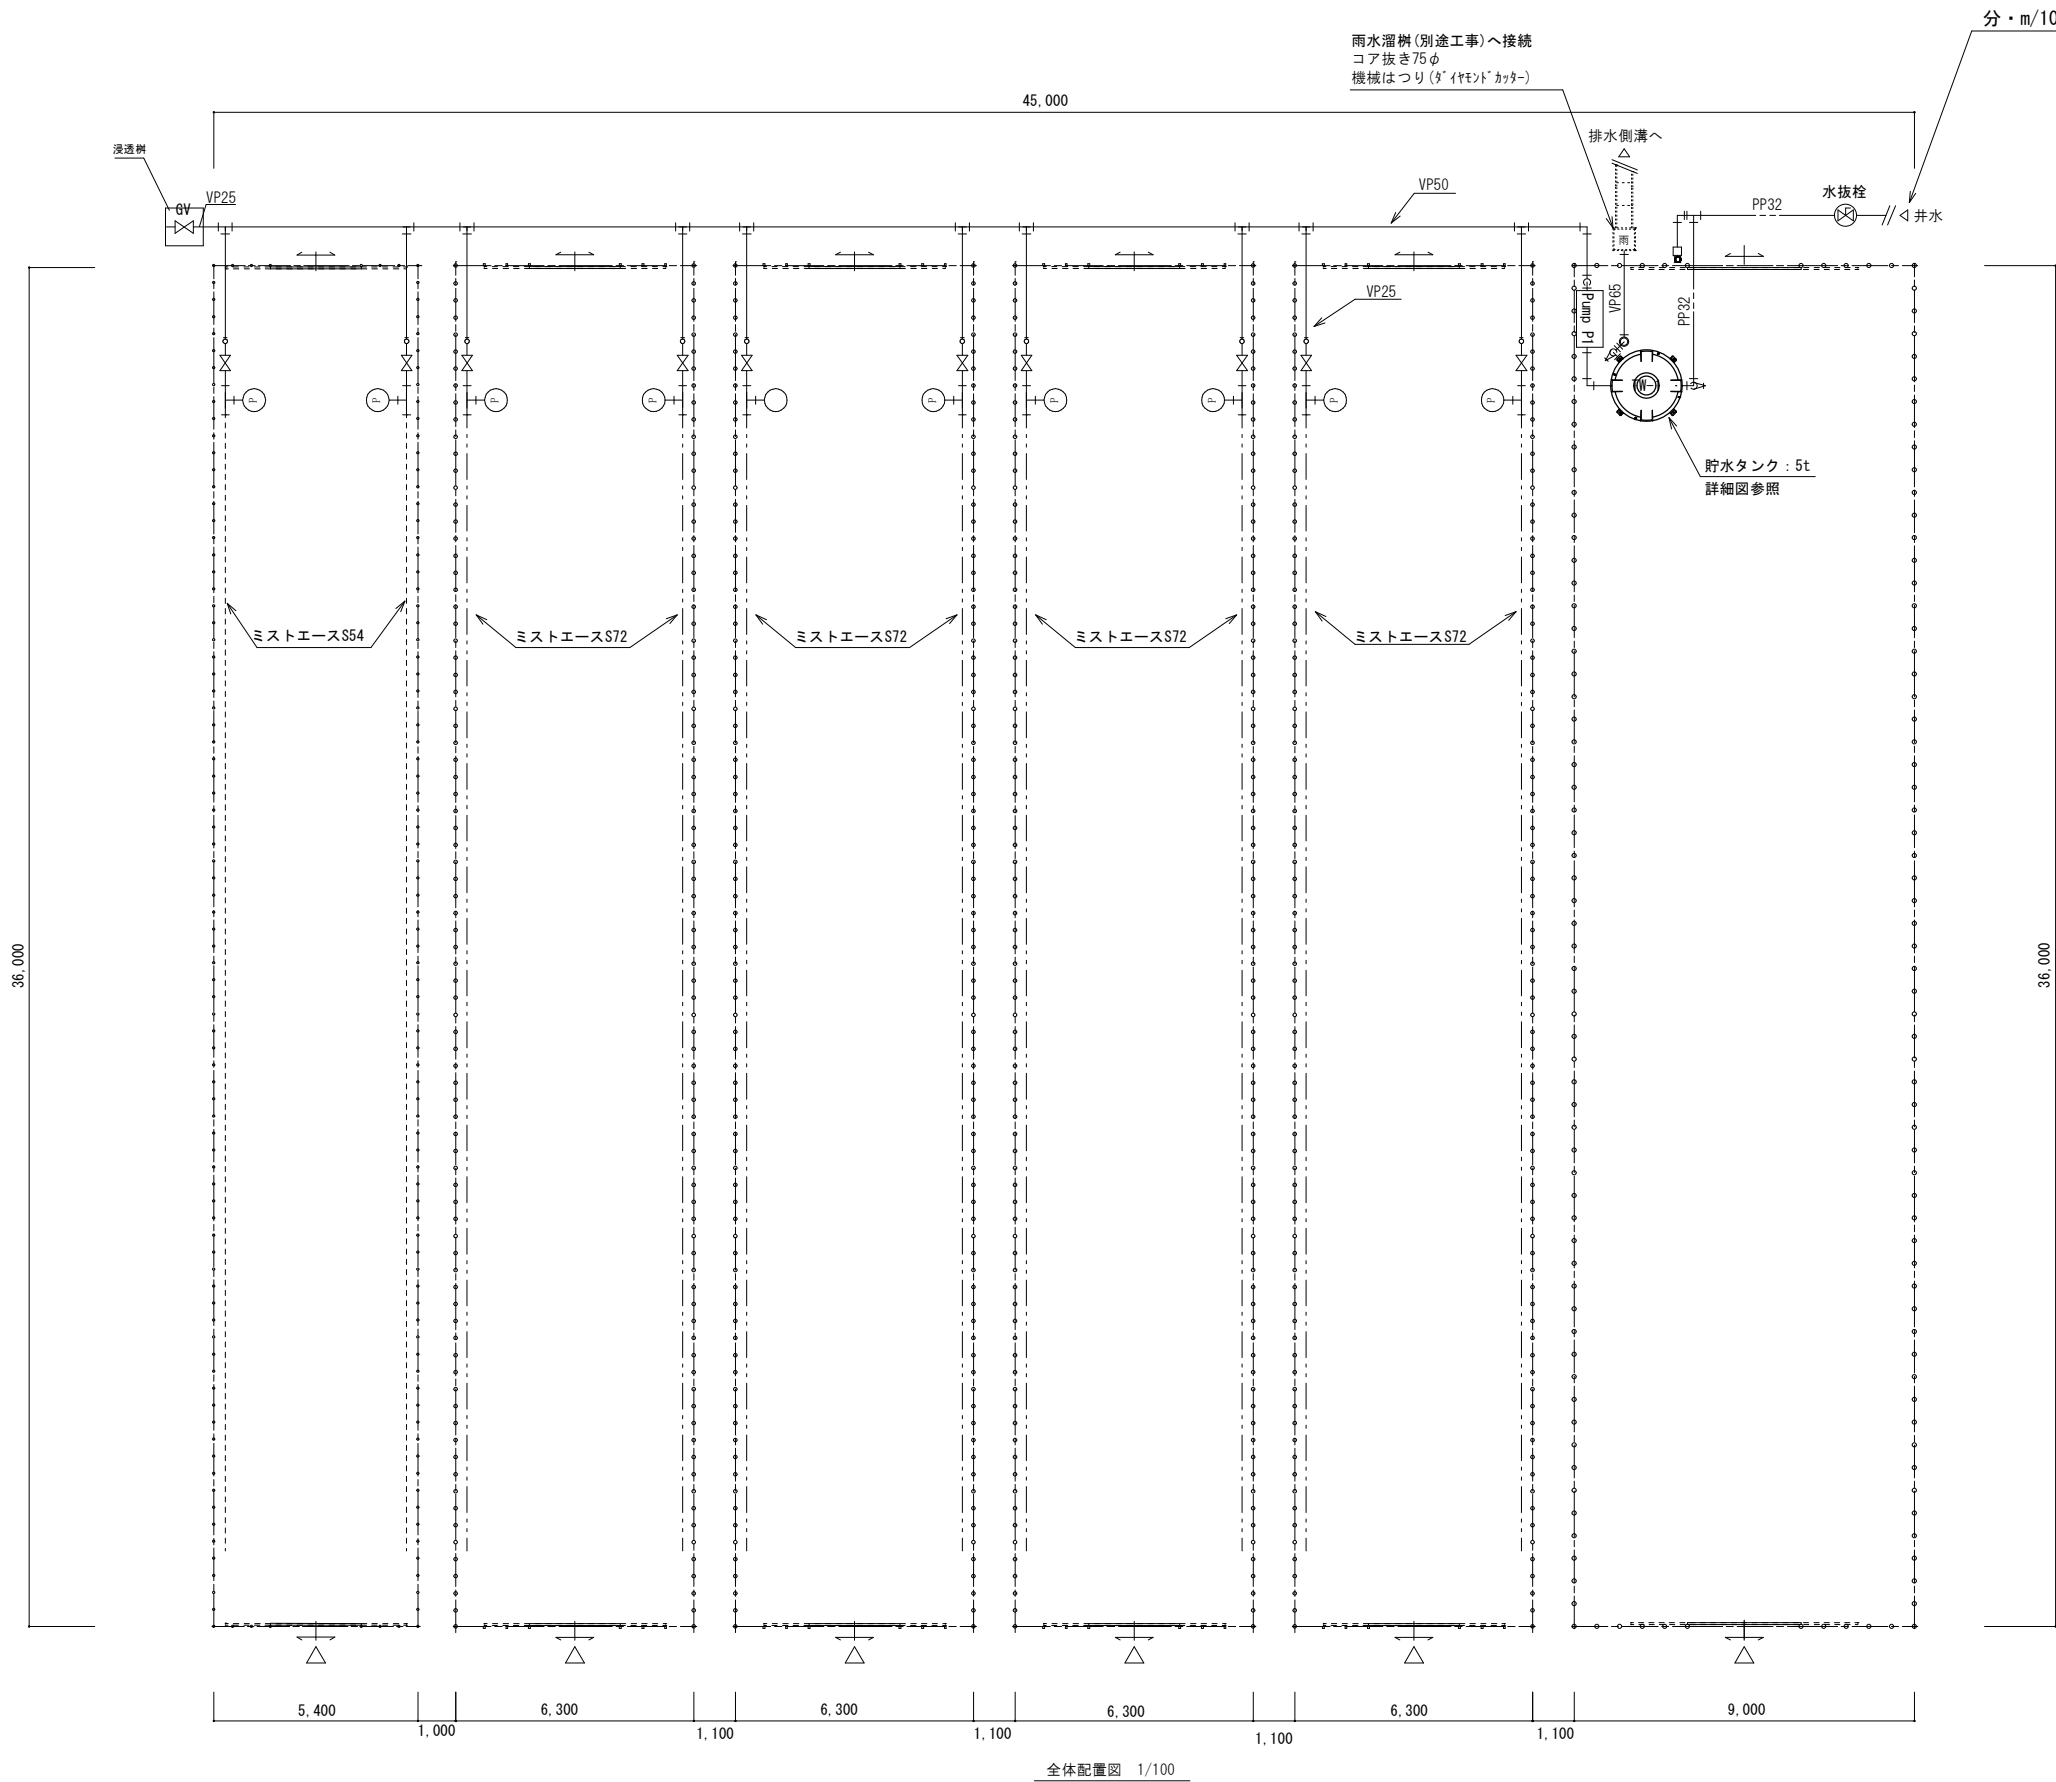 分・m/10
雨水溜桝(別途工事)へ接続
コア抜き75φ
機械はつり(ﾀﾞｲﾔﾓﾝﾄﾞｶｯﾀｰ)
45,000
排水側溝へ
浸透桝
GV
VP25
VP50
水抜栓
PP32
井水
雨
VP25
Pump P1
VP65
PP32
P
P
P
P
P
P
P
P
P
貯水タンク：5t
詳細図参照
ミストエースS54
ミストエースS72
ミストエースS72
ミストエースS72
ミストエースS72
36,000
36,000
5,400
6,300
6,300
6,300
6,300
9,000
1,000
1,100
1,100
1,100
1,100
全体配置図 1/100